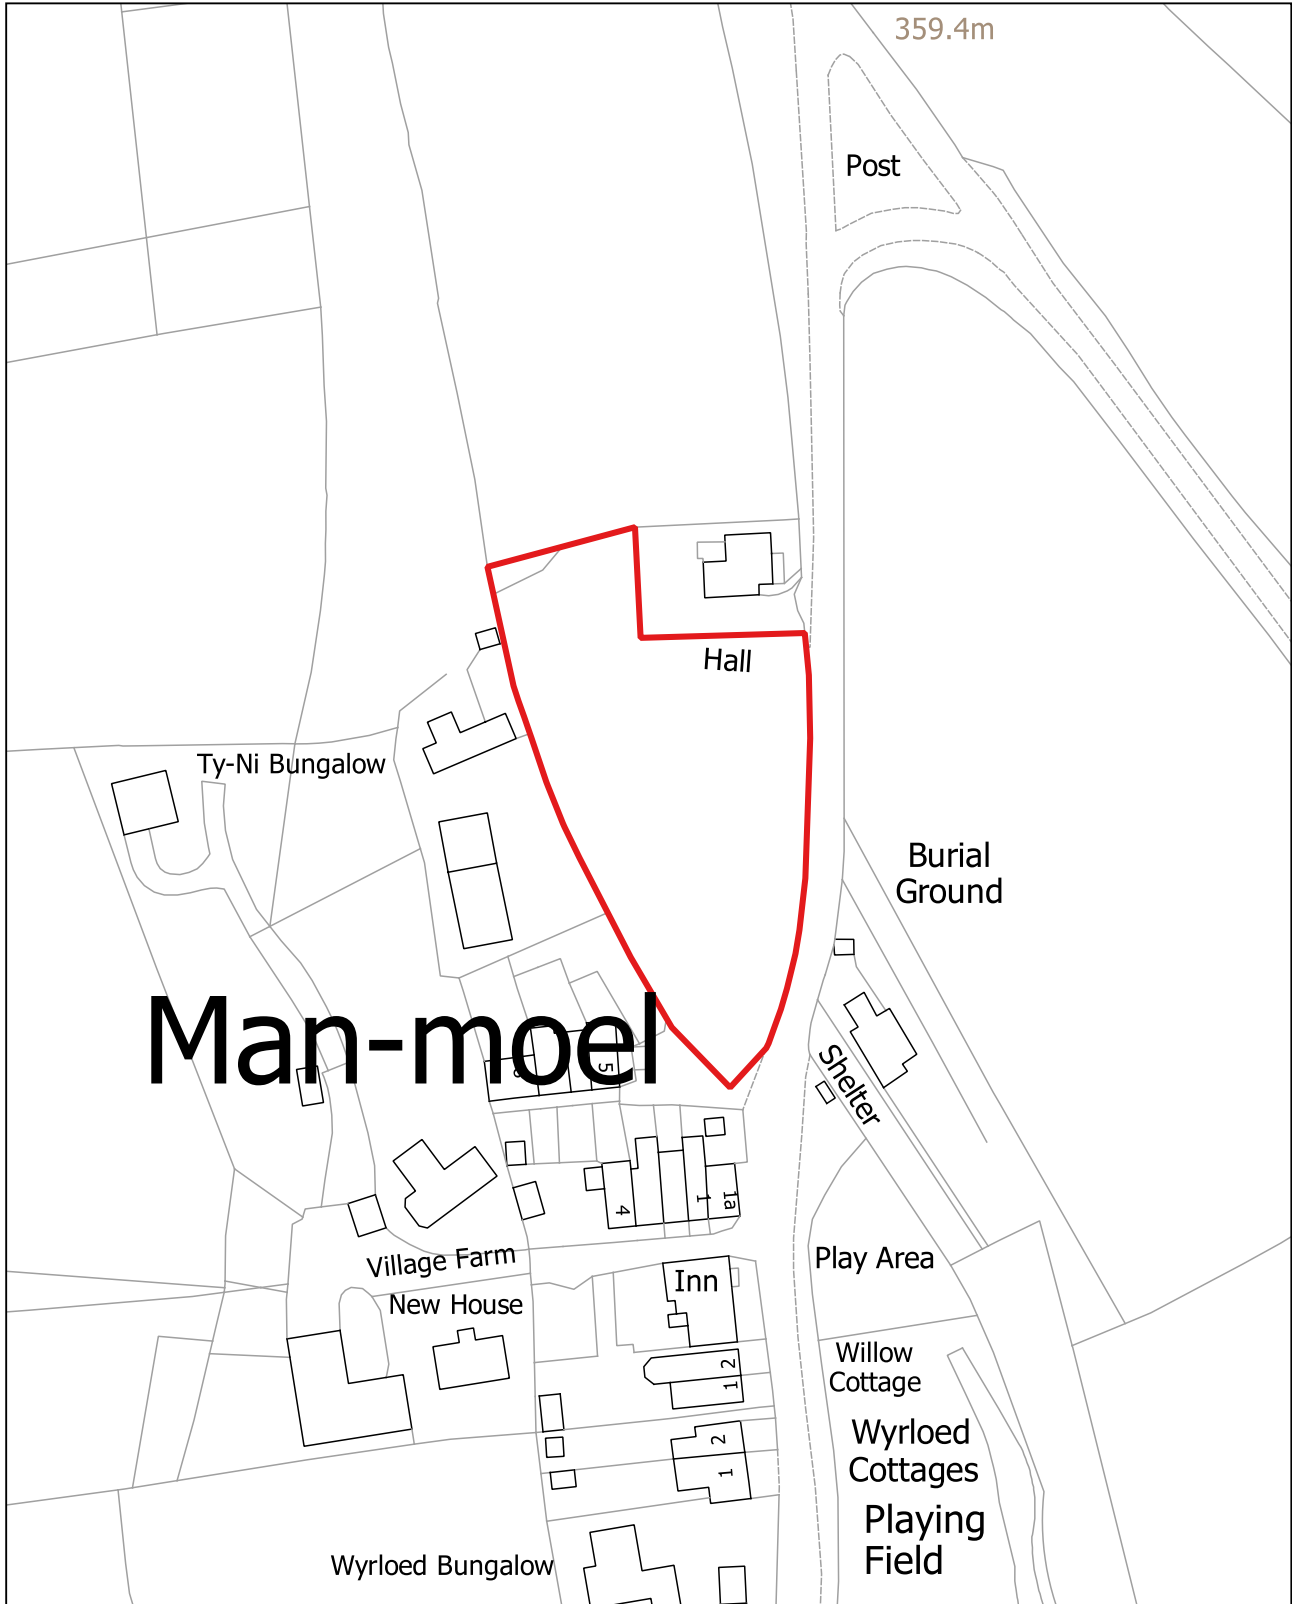 359.4m
Post
Hall
Ty-Ni Bungalow
Burial
Ground
Man-moel
5
Shelter
4
1
1a
Village Farm
Play Area
Inn
New House
Willow
Cottage
2
1
Wyrloed
Cottages
2
1
Playing
Field
Wyrloed Bungalow